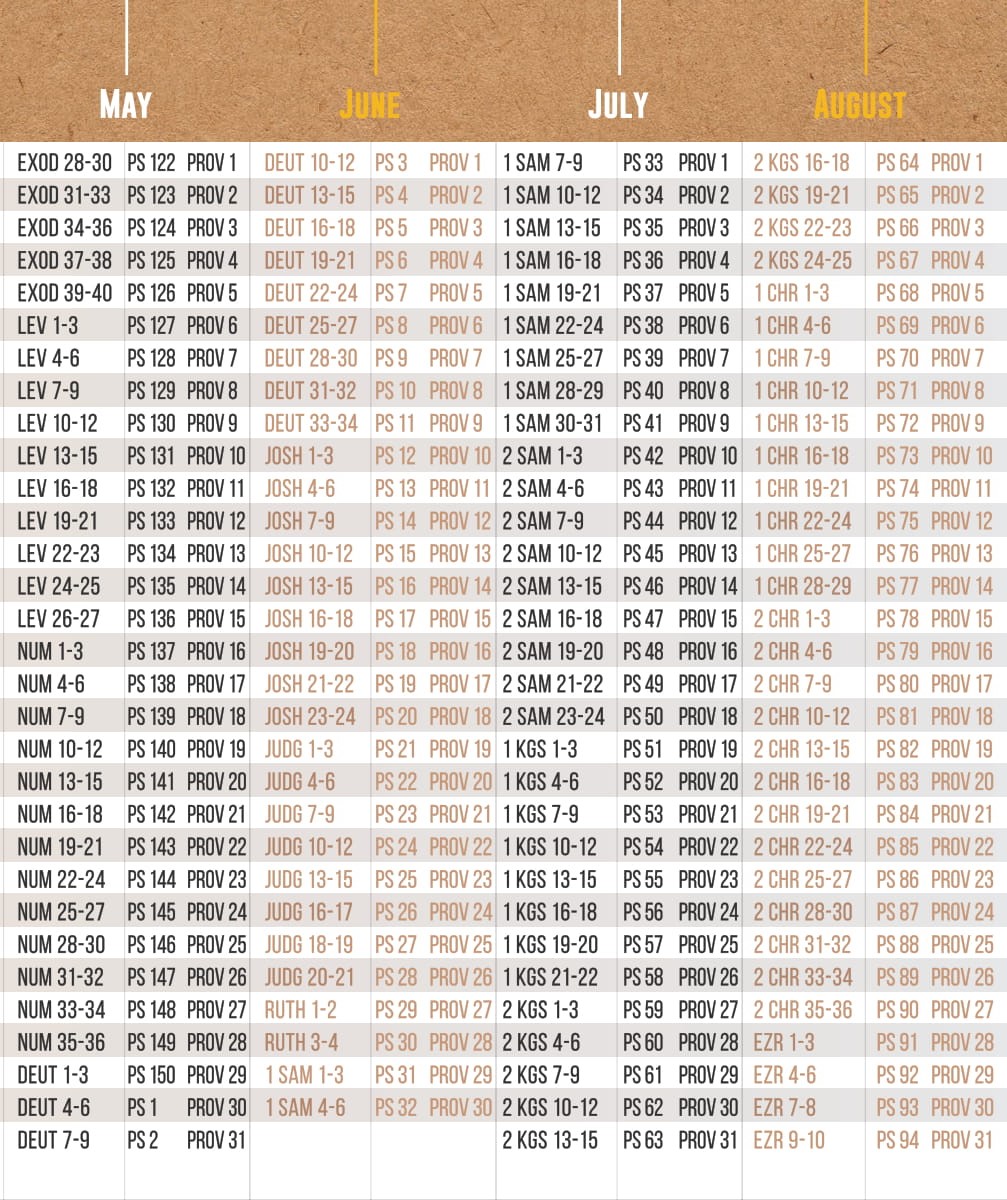 May June July August
EXOD 28-30 PS 122 PROV 1 DEUT 10-12 PS 3 PROV 1 1 SAM 7-9 PS 33 PROV 1 2 KGS 16-18 PS 64 PROV 1
EXOD 31-33 PS 123 PROV 2 DEUT 13-15 PS 4 PROV 2 1 SAM 10-12 PS 34 PROV 2 2 KGS 19-21 PS 65 PROV 2
EXOD 34-36 PS 124 PROV 3 DEUT 16-18 PS 5 PROV 3 1 SAM 13-15 PS 35 PROV 3 2 KGS 22-23 PS 66 PROV 3
EXOD 37-38 PS 125 PROV 4 DEUT 19-21 PS 6 PROV 4 1 SAM 16-18 PS 36 PROV 4 2 KGS 24-25 PS 67 PROV 4
EXOD 39-40 PS 126 PROV 5 DEUT 22-24 PS 7 PROV 5 1 SAM 19-21 PS 37 PROV 5 1 CHR 1-3 PS 68 PROV 5
LEV 1-3 PS 127 PROV 6 DEUT 25-27 PS 8 PROV 6 1 SAM 22-24 PS 38 PROV 6 1 CHR 4-6 PS 69 PROV 6
LEV 4-6 PS 128 PROV 7 DEUT 28-30 PS 9 PROV 7 1 SAM 25-27 PS 39 PROV 7 1 CHR 7-9 PS 70 PROV 7
LEV 7-9 PS 129 PROV 8 DEUT 31-32 PS 10 PROV 8 1 SAM 28-29 PS 40 PROV 8 1 CHR 10-12 PS 71 PROV 8
LEV 10-12 PS 130 PROV 9 DEUT 33-34 PS 11 PROV 9 1 SAM 30-31 PS 41 PROV 9 1 CHR 13-15 PS 72 PROV 9
LEV 13-15 PS 131 PROV 10 JOSH 1-3 PS 12 PROV 10 2 SAM 1-3 PS 42 PROV 10 1 CHR 16-18 PS 73 PROV 10
LEV 16-18 PS 132 PROV 11 JOSH 4-6 PS 13 PROV 11 2 SAM 4-6 PS 43 PROV 11 1 CHR 19-21 PS 74 PROV 11
LEV 19-21 PS 133 PROV 12 JOSH 7-9 PS 14 PROV 12 2 SAM 7-9 PS 44 PROV 12 1 CHR 22-24 PS 75 PROV 12
LEV 22-23 PS 134 PROV 13 JOSH 10-12 PS 15 PROV 13 2 SAM 10-12 PS 45 PROV 13 1 CHR 25-27 PS 76 PROV 13
LEV 24-25 PS 135 PROV 14 JOSH 13-15 PS 16 PROV 14 2 SAM 13-15 PS 46 PROV 14 1 CHR 28-29 PS 77 PROV 14
LEV 26-27 PS 136 PROV 15 JOSH 16-18 PS 17 PROV 15 2 SAM 16-18 PS 47 PROV 15 2 CHR 1-3 PS 78 PROV 15
NUM 1-3 PS 137 PROV 16 JOSH 19-20 PS 18 PROV 16 2 SAM 19-20 PS 48 PROV 16 2 CHR 4-6 PS 79 PROV 16
NUM 4-6 PS 138 PROV 17 JOSH 21-22 PS 19 PROV 17 2 SAM 21-22 PS 49 PROV 17 2 CHR 7-9 PS 80 PROV 17
NUM 7-9 PS 139 PROV 18 JOSH 23-24 PS 20 PROV 18 2 SAM 23-24 PS 50 PROV 18 2 CHR 10-12 PS 81 PROV 18
NUM 10-12 PS 140 PROV 19 JUDG 1-3 PS 21 PROV 19 1 KGS 1-3 PS 51 PROV 19 2 CHR 13-15 PS 82 PROV 19
NUM 13-15 PS 141 PROV 20 JUDG 4-6 PS 22 PROV 20 1 KGS 4-6 PS 52 PROV 20 2 CHR 16-18 PS 83 PROV 20
NUM 16-18 PS 142 PROV 21 JUDG 7-9 PS 23 PROV 21 1 KGS 7-9 PS 53 PROV 21 2 CHR 19-21 PS 84 PROV 21
NUM 19-21 PS 143 PROV 22 JUDG 10-12 PS 24 PROV 22 1 KGS 10-12 PS 54 PROV 22 2 CHR 22-24 PS 85 PROV 22
NUM 22-24 PS 144 PROV 23 JUDG 13-15 PS 25 PROV 23 1 KGS 13-15 PS 55 PROV 23 2 CHR 25-27 PS 86 PROV 23
NUM 25-27 PS 145 PROV 24 JUDG 16-17 PS 26 PROV 24 1 KGS 16-18 PS 56 PROV 24 2 CHR 28-30 PS 87 PROV 24
NUM 28-30 PS 146 PROV 25 JUDG 18-19 PS 27 PROV 25 1 KGS 19-20 PS 57 PROV 25 2 CHR 31-32 PS 88 PROV 25
NUM 31-32 PS 147 PROV 26 JUDG 20-21 PS 28 PROV 26 1 KGS 21-22 PS 58 PROV 26 2 CHR 33-34 PS 89 PROV 26
NUM 33-34 PS 148 PROV 27 RUTH 1-2 PS 29 PROV 27 2 KGS 1-3 PS 59 PROV 27 2 CHR 35-36 PS 90 PROV 27
NUM 35-36 PS 149 PROV 28 RUTH 3-4 PS 30 PROV 28 2 KGS 4-6 PS 60 PROV 28 EZR 1-3 PS 91 PROV 28
DEUT 1-3 PS 150 PROV 29 1 SAM 1-3 PS 31 PROV 29 2 KGS 7-9 PS 61 PROV 29 EZR 4-6 PS 92 PROV 29
DEUT 4-6 PS 1 PROV 30 1 SAM 4-6 PS 32 PROV 30 2 KGS 10-12 PS 62 PROV 30 EZR 7-8 PS 93 PROV 30
DEUT 7-9 PS 2 PROV 31 2 KGS 13-15 PS 63 PROV 31 EZR 9-10 PS 94 PROV 31